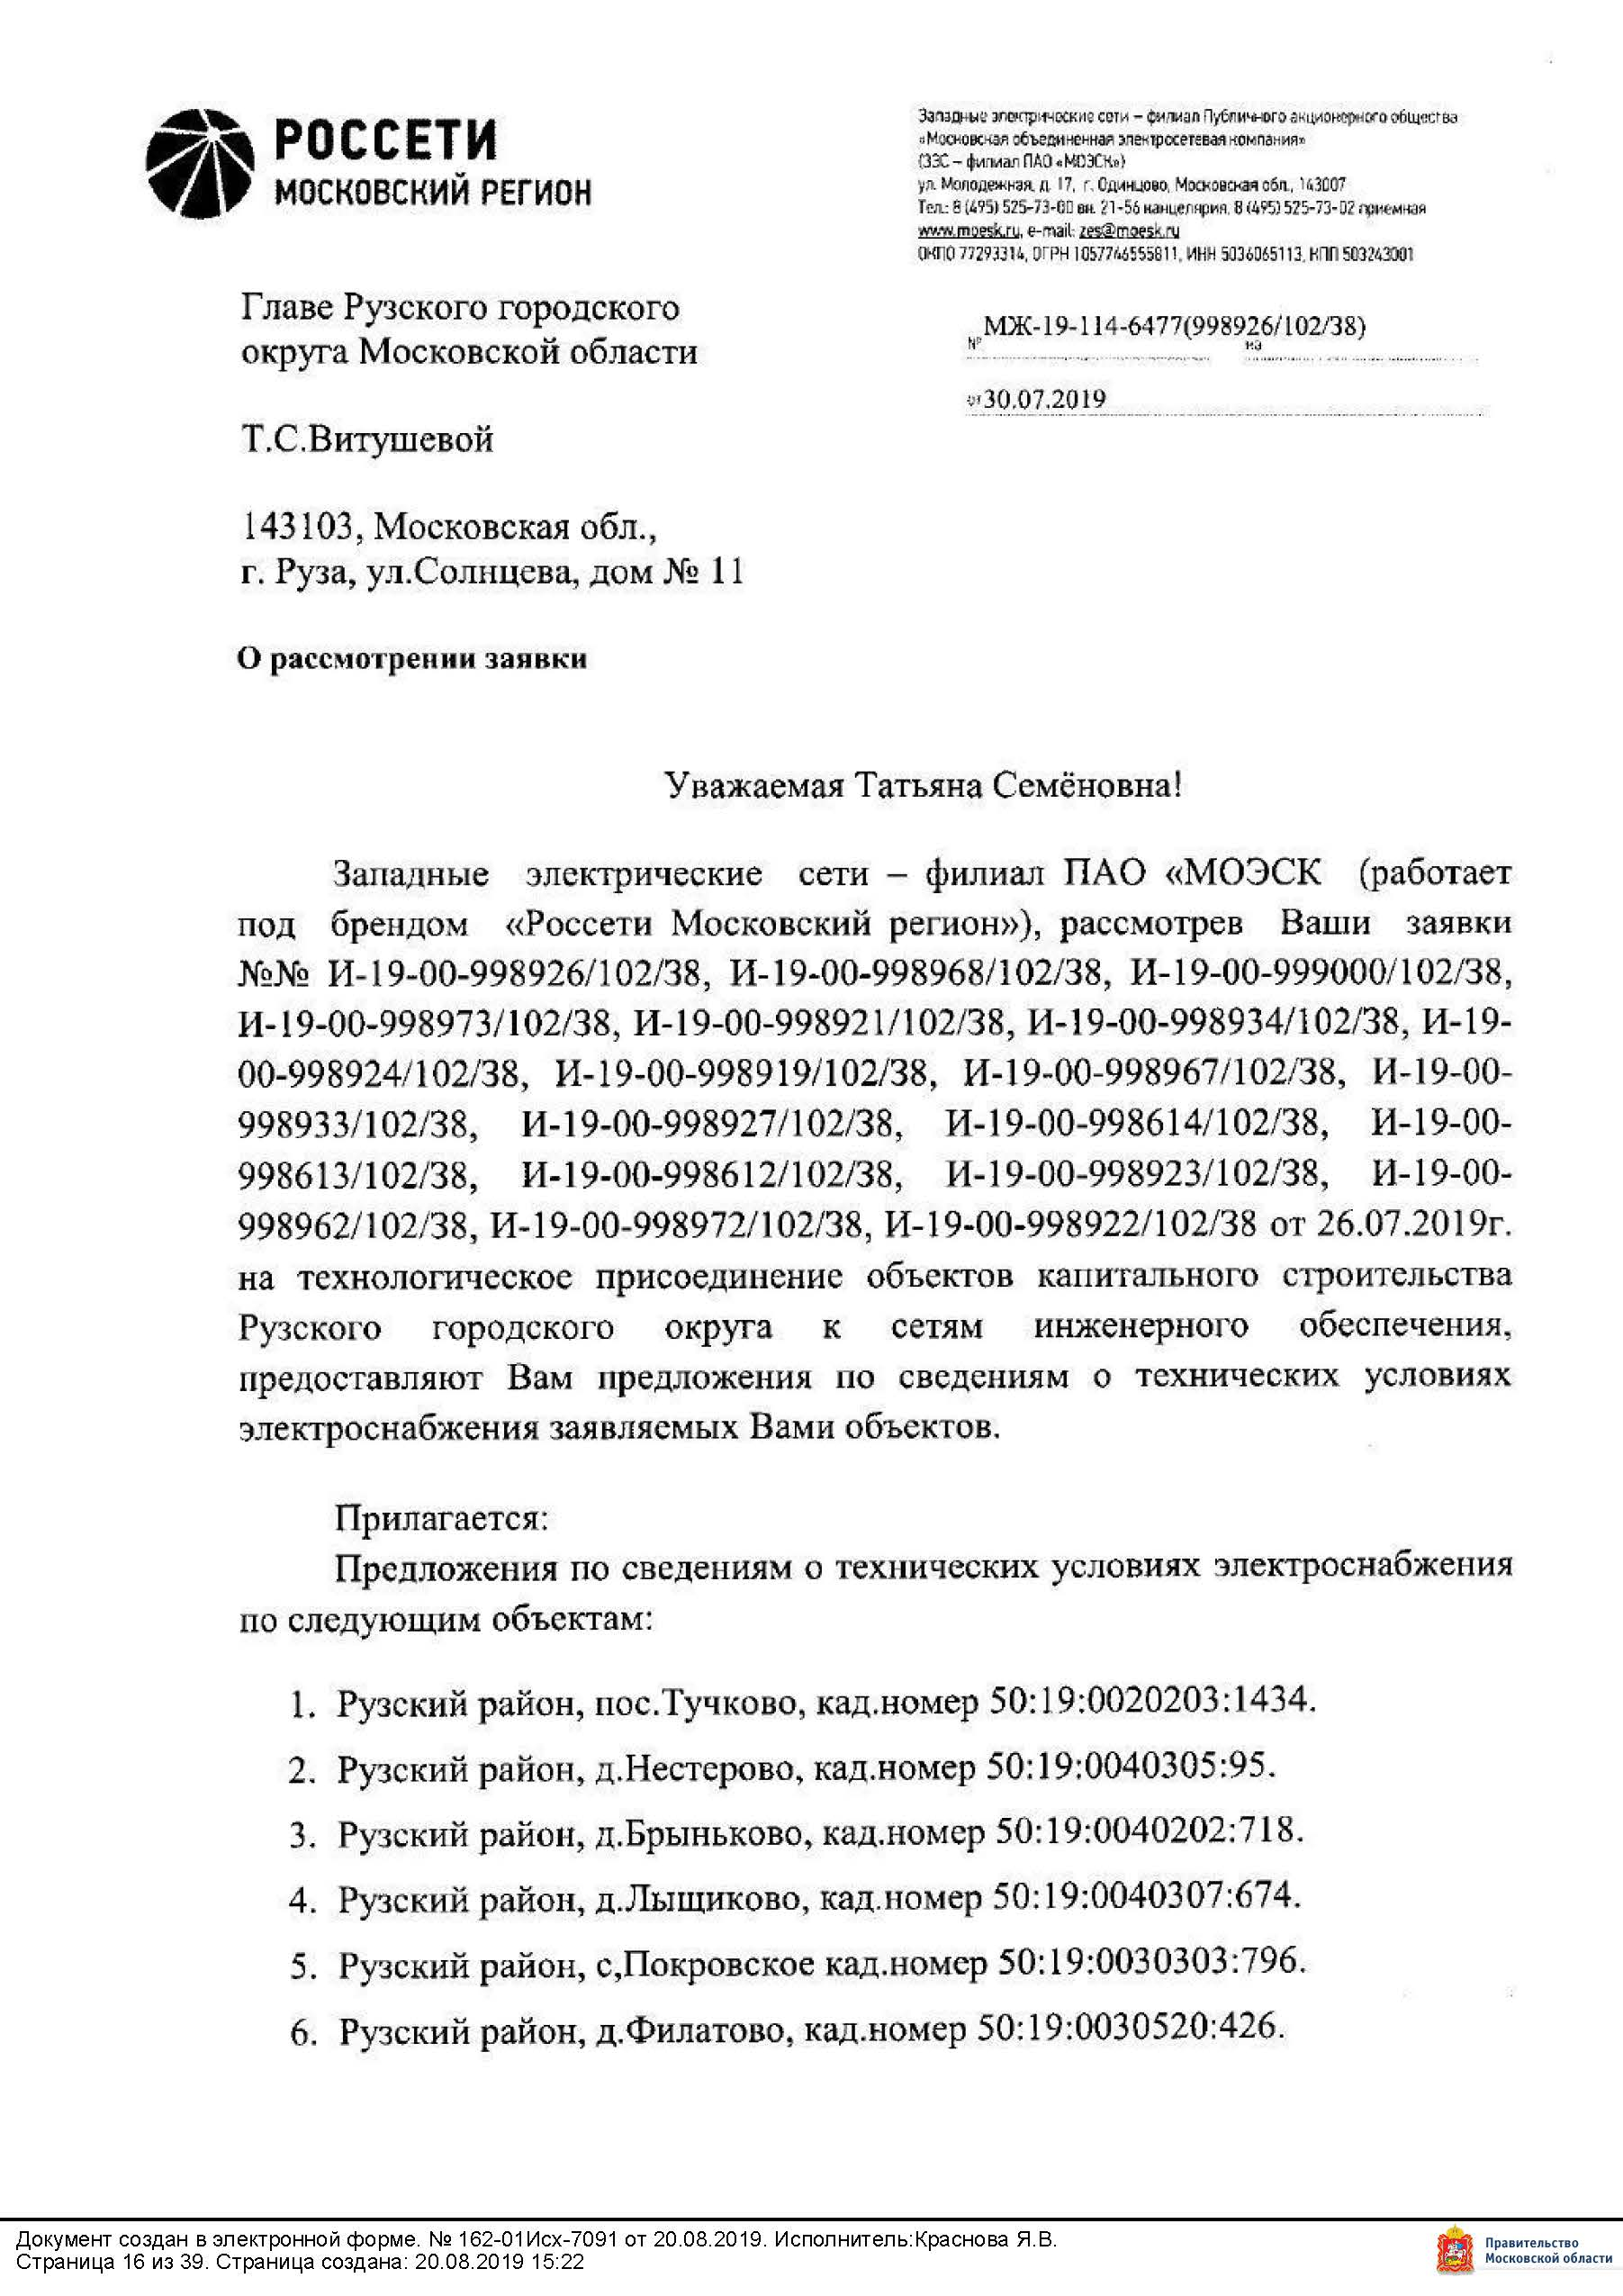 РОССЕТИ
МОСКОВСКИЙ РЕГИОН
Западные электрические сети – филиал Публичного акционерного общества
«Московская объединенная электросетевая компания»
(ЗЭС – филиал ПАО «МОЭСК»)
ул. Молодежная, д. 17, г. Одинцово, Московская обл., 143007
Тел.: 8 (495) 525-73-00 вн. 21-56 канцелярия, 8 (495) 525-73-02 приемная
www.moesk.ru, e-mail: zes@moesk.ru
ОКПО 77293314, ОГРН 1057746555811, ИНН 5036065113, КПП 503243001
Главе Рузского городского
округа Московской области
№ МЖ-19-114-6477(998926/102/38)
на
от 30.07.2019
Т.С.Витушевой
143103, Московская обл.,
г. Руза, ул.Солнцева, дом № 11
О рассмотрении заявки
Уважаемая Татьяна Семёновна!
Западные электрические сети – филиал ПАО «МОЭСК (работает
под брендом «Россети Московский регион»), рассмотрев Ваши заявки
№№ И-19-00-998926/102/38, И-19-00-998968/102/38, И-19-00-999000/102/38,
И-19-00-998973/102/38, И-19-00-998921/102/38, И-19-00-998934/102/38, И-19-
00-998924/102/38, И-19-00-998919/102/38, И-19-00-998967/102/38, И-19-00-
998933/102/38, И-19-00-998927/102/38, И-19-00-998614/102/38, И-19-00-
998613/102/38, И-19-00-998612/102/38, И-19-00-998923/102/38, И-19-00-
998962/102/38, И-19-00-998972/102/38, И-19-00-998922/102/38 от 26.07.2019г.
на технологическое присоединение объектов капитального строительства
Рузского городского округа к сетям инженерного обеспечения,
предоставляют Вам предложения по сведениям о технических условиях
электроснабжения заявляемых Вами объектов.
Прилагается:
Предложения по сведениям о технических условиях электроснабжения
по следующим объектам:
1. Рузский район, пос.Тучково, кад.номер 50:19:0020203:1434.
2. Рузский район, д.Нестерово, кад.номер 50:19:0040305:95.
3. Рузский район, д.Брыньково, кад.номер 50:19:0040202:718.
4. Рузский район, д.Лыщиково, кад.номер 50:19:0040307:674.
5. Рузский район, с,Покровское кад.номер 50:19:0030303:796.
6. Рузский район, д.Филатово, кад.номер 50:19:0030520:426.
Документ создан в электронной форме. № 162-01Исх-7091 от 20.08.2019. Исполнитель:Краснова Я.В.
Страница 16 из 39. Страница создана: 20.08.2019 15:22
Правительство
Московской области